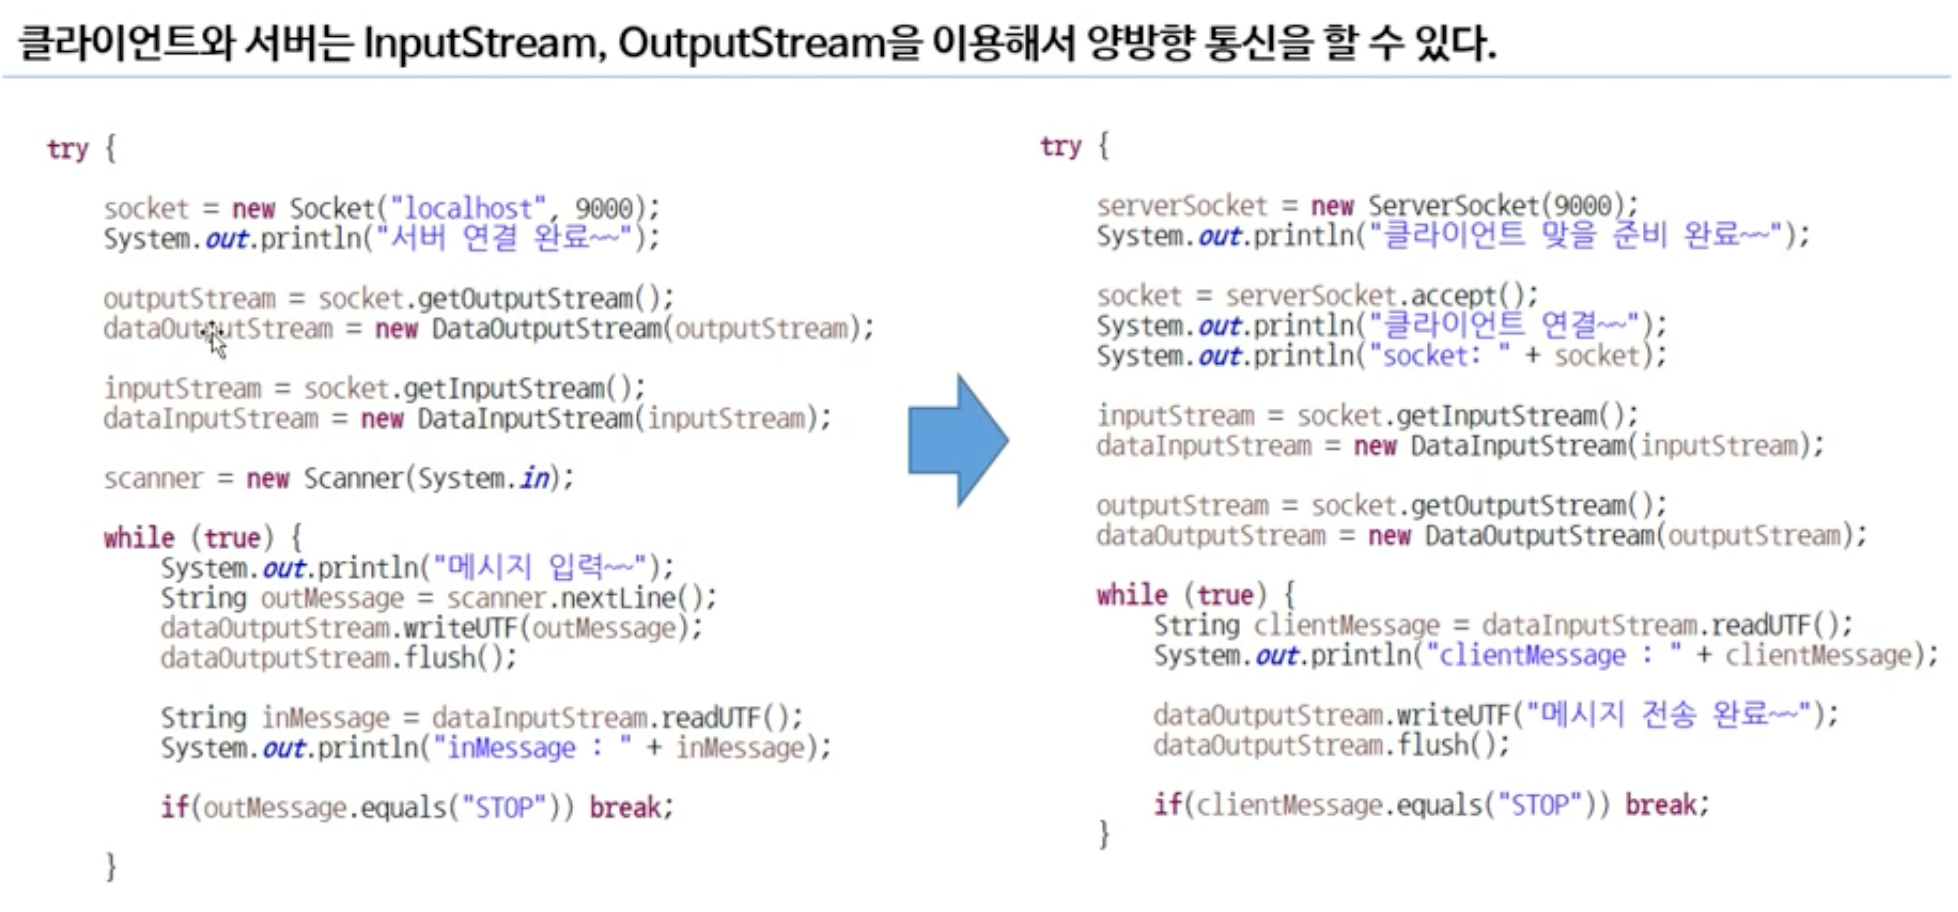 클라이언트와 서버는 InputStream, OutputStream을 이용해서 양방향 통신을 할 수 있다.
try {
socket = new Socket("localhost", 9000);
System.out.println("서버 연결 완료~~");
outputStream = socket.getOutputStream();
dataOutputStream = new DataOutputStream(outputStream);
inputStream = socket.getInputStream();
dataInputStream = new DataInputStream(inputStream);
scanner = new Scanner(System.in);
while (true) {
System.out.println("메시지 입력~~");
String outMessage = scanner.nextLine();
dataOutputStream.writeUTF(outMessage);
dataOutputStream.flush();
String inMessage = dataInputStream.readUTF();
System.out.println("inMessage : " + inMessage);
if(outMessage.equals("STOP")) break;
}
try {
serverSocket = new ServerSocket(9000);
System.out.println("클라이언트 맞을 준비 완료~~");
socket = serverSocket.accept();
System.out.println("클라이언트 연결~~");
System.out.println("socket: " + socket);
inputStream = socket.getInputStream();
dataInputStream = new DataInputStream(inputStream);
outputStream = socket.getOutputStream();
dataOutputStream = new DataOutputStream(outputStream);
while (true) {
String clientMessage = dataInputStream.readUTF();
System.out.println("clientMessage : " + clientMessage);
dataOutputStream.writeUTF("메시지 전송 완료~~");
dataOutputStream.flush();
if(clientMessage.equals("STOP")) break;
}